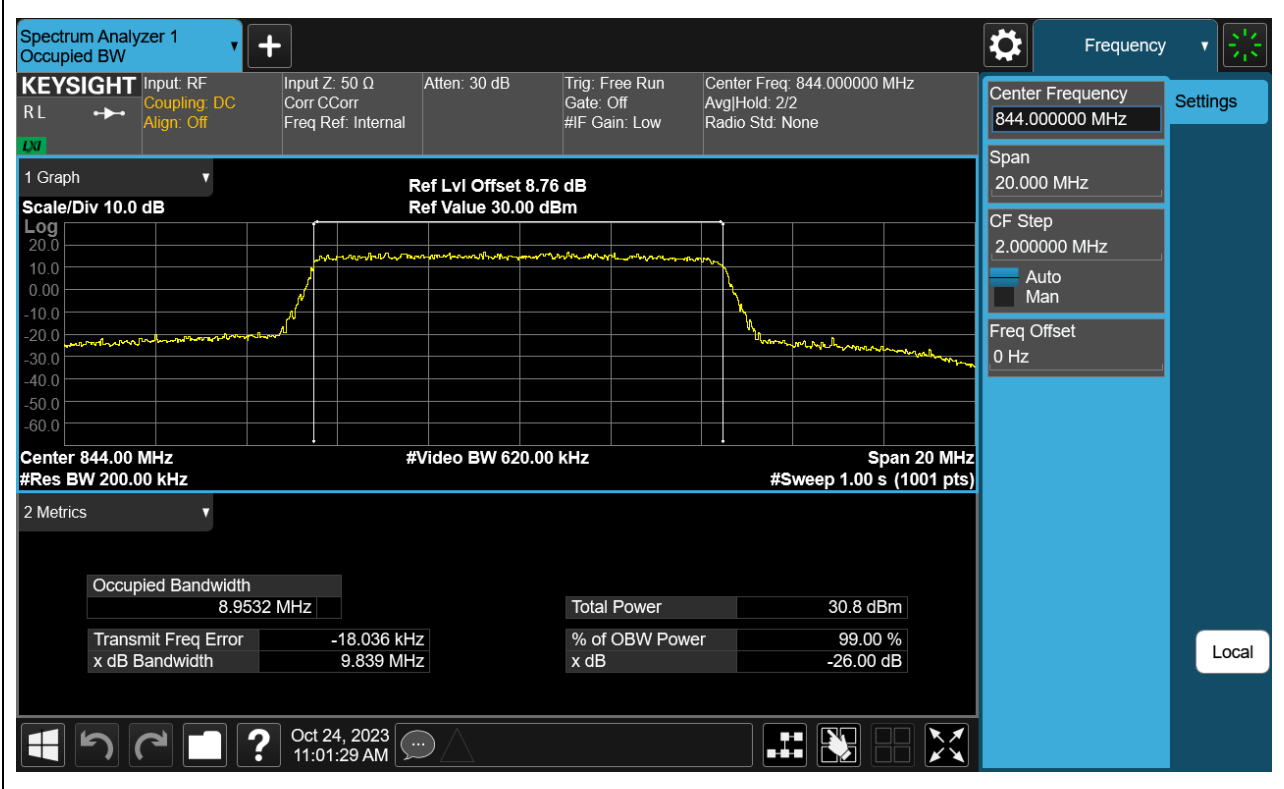 Spectrum Analyzer 1
Occupied BW
Frequency
KEYSIGHT
R L
LXI
Input: RF
Coupling: DC
Align: Off
Input Z: 50 Ω
Corr CCorr
Freq Ref: Internal
Atten: 30 dB
Trig: Free Run
Gate: Off
#IF Gain: Low
Center Freq: 844.000000 MHz
Avg|Hold: 2/2
Radio Std: None
Center Frequency
844.000000 MHz
Settings
Span
20.000 MHz
CF Step
2.000000 MHz
Auto
Man
Freq Offset
0 Hz
Local
1 Graph
Scale/Div 10.0 dB
Ref Lvl Offset 8.76 dB
Ref Value 30.00 dBm
Log
20.0
10.0
0.00
-10.0
-20.0
-30.0
-40.0
-50.0
-60.0
Center 844.00 MHz
#Video BW 620.00 kHz
Span 20 MHz
#Res BW 200.00 kHz
#Sweep 1.00 s (1001 pts)
2 Metrics
Occupied Bandwidth
8.9532 MHz
Total Power 30.8 dBm
Transmit Freq Error -18.036 kHz
% of OBW Power 99.00 %
x dB Bandwidth 9.839 MHz
x dB -26.00 dB
?
Oct 24, 2023
11:01:29 AM